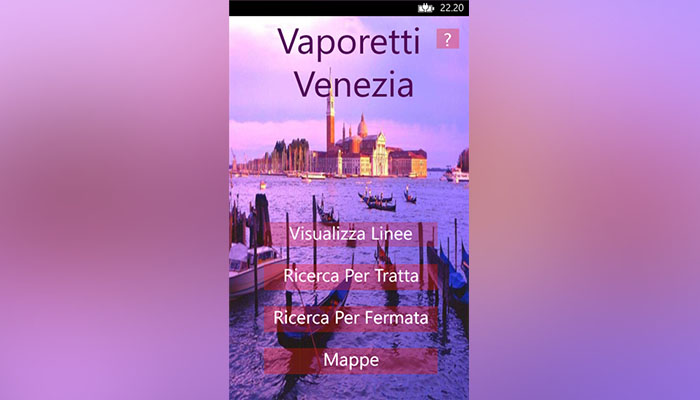 22.20
Vaporetti
?
Venezia
Visualizza Linee
Ricerca Per Tratta
Ricerca Per Fermata
Mappe